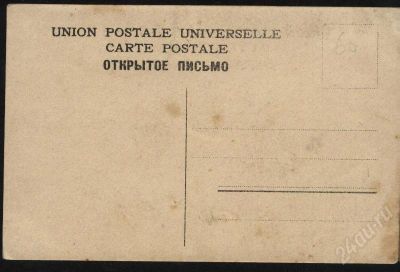 UNION POSTALE UNIVERSELLE
CARTE POSTALE
ОТКРЫТОЕ ПИСЬМО
24au.ru